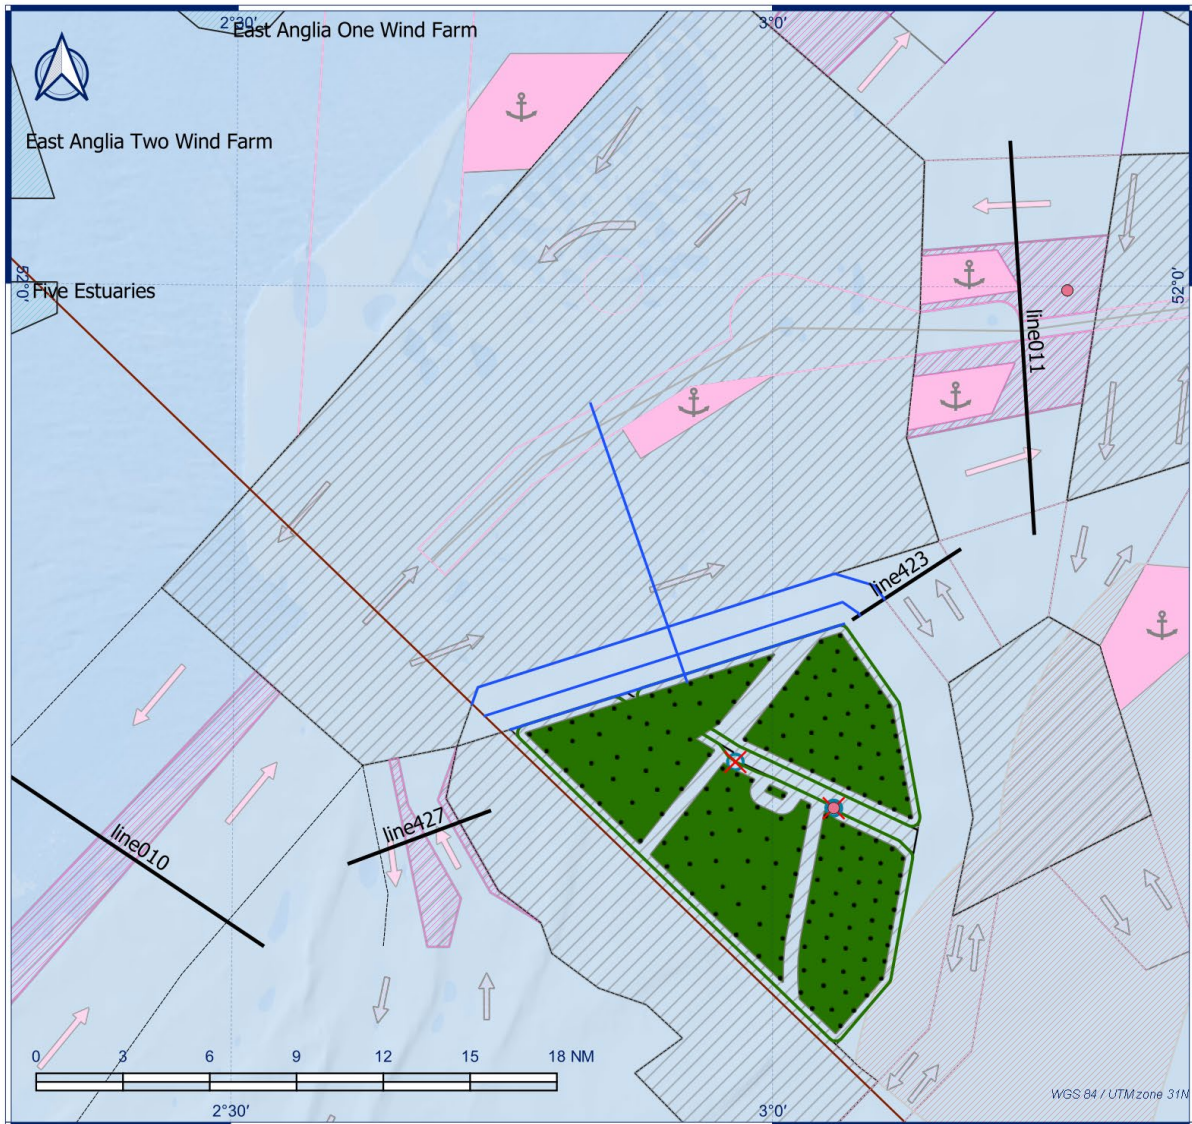 2°30′
3°0′
East Anglia One Wind Farm
East Anglia Two Wind Farm
52°0′
52°0′
Five Estuaries
line011
line423
line427
line010
0 3 6 9 12 15 18 NM
WGS 84 / UTM zone 31N
2°30′
3°0′